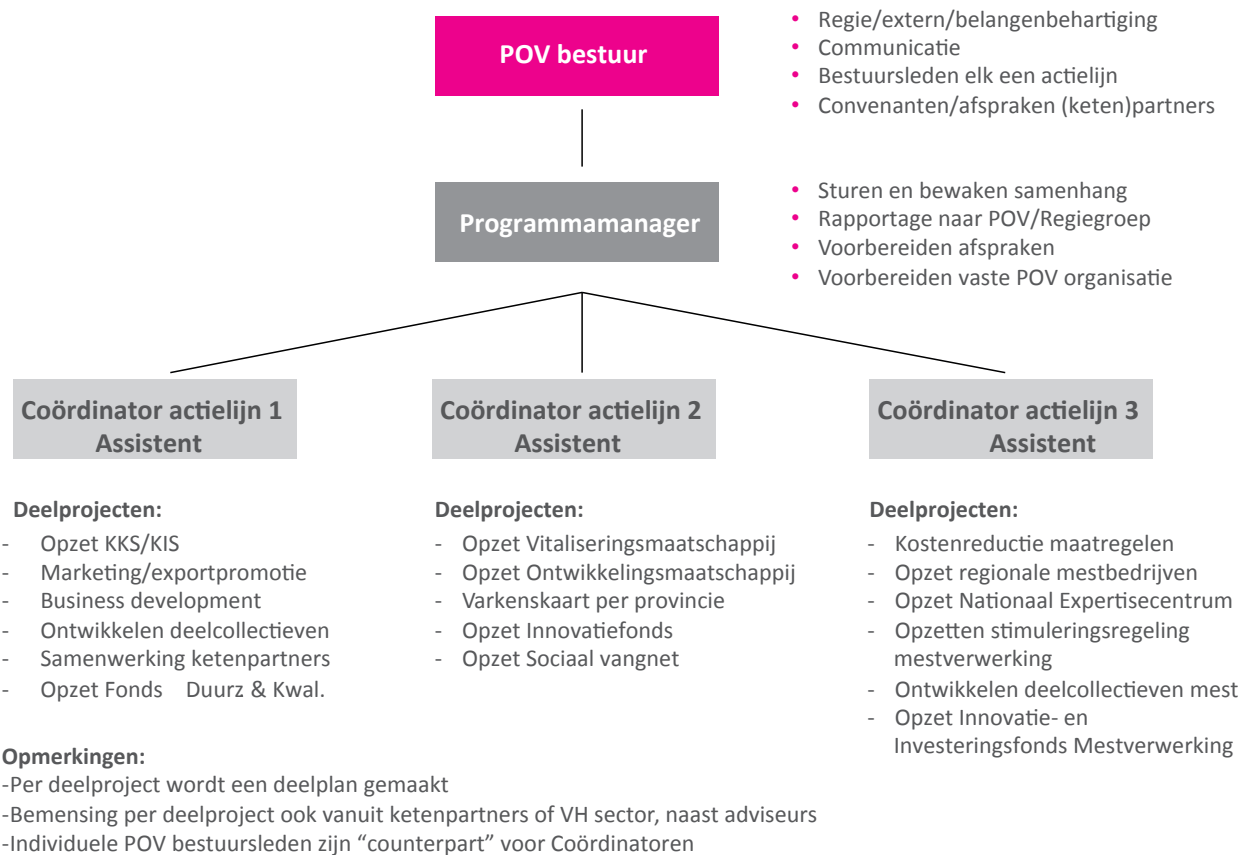 POV bestuur
• Regie/extern/belangenbehartiging
• Communicatie
• Bestuursleden elk een actielijn
• Convenanten/afspraken (keten)partners
Programmamanager
• Sturen en bewaken samenhang
• Rapportage naar POV/Regiegroep
• Voorbereiden afspraken
• Voorbereiden vaste POV organisatie
Coördinator actielijn 1
Assistent
Deelprojecten:
- Opzet KKS/KIS
- Marketing/exportpromotie
- Business development
- Ontwikkelen deelcollectieven
- Samenwerking ketenpartners
- Opzet Fonds Duurz & Kwal.
Coördinator actielijn 2
Assistent
Deelprojecten:
- Opzet Vitaliseringsmaatschappij
- Opzet Ontwikkelingsmaatschappij
- Varkenskaart per provincie
- Opzet Innovatiefonds
- Opzet Sociaal vangnet
Coördinator actielijn 3
Assistent
Deelprojecten:
- Kostenreductie maatregelen
- Opzet regionale mestbedrijven
- Opzet Nationaal Expertisecentrum
- Opzetten stimuleringsregeling
mestverwerking
- Ontwikkelen deelcollectieven mest
- Opzet Innovatie- en
Investeringsfonds Mestverwerking
Opmerkingen:
-Per deelproject wordt een deelplan gemaakt
-Bemensing per deelproject ook vanuit ketenpartners of VH sector, naast adviseurs
-Individuele POV bestuursleden zijn “counterpart” voor Coördinatoren